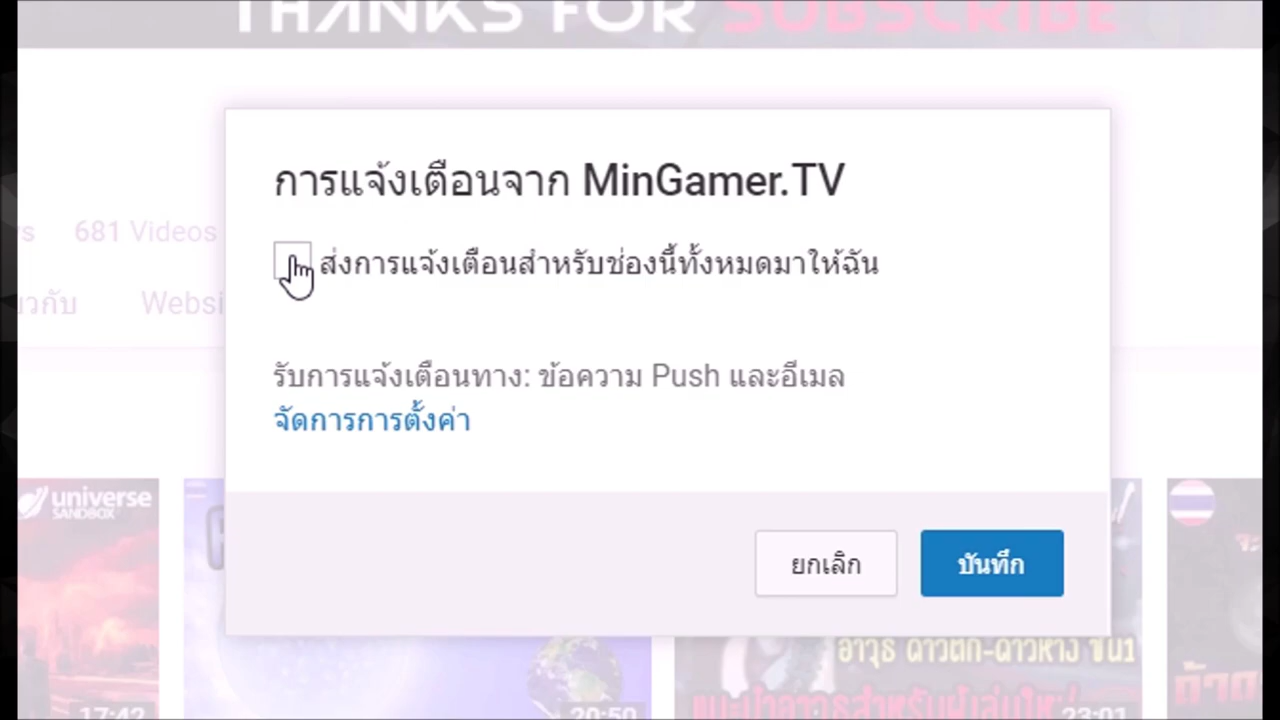 THANKS FOR SUBSCRIBE
การแจ้งเตือนจาก MinGamer.TV
681 Videos
ส่งการแจ้งเตือนสำหรับช่องนี้ทั้งหมดมาให้ฉัน
รับการแจ้งเตือนทาง: ข้อความ Push และอีเมล
จัดการการตั้งค่า
universe
SANDBOX
ยกเลิก
บันทึก
อาวุธ ดาวตก-ดาวหาง ขั้น1
17:42
20:50
23:01